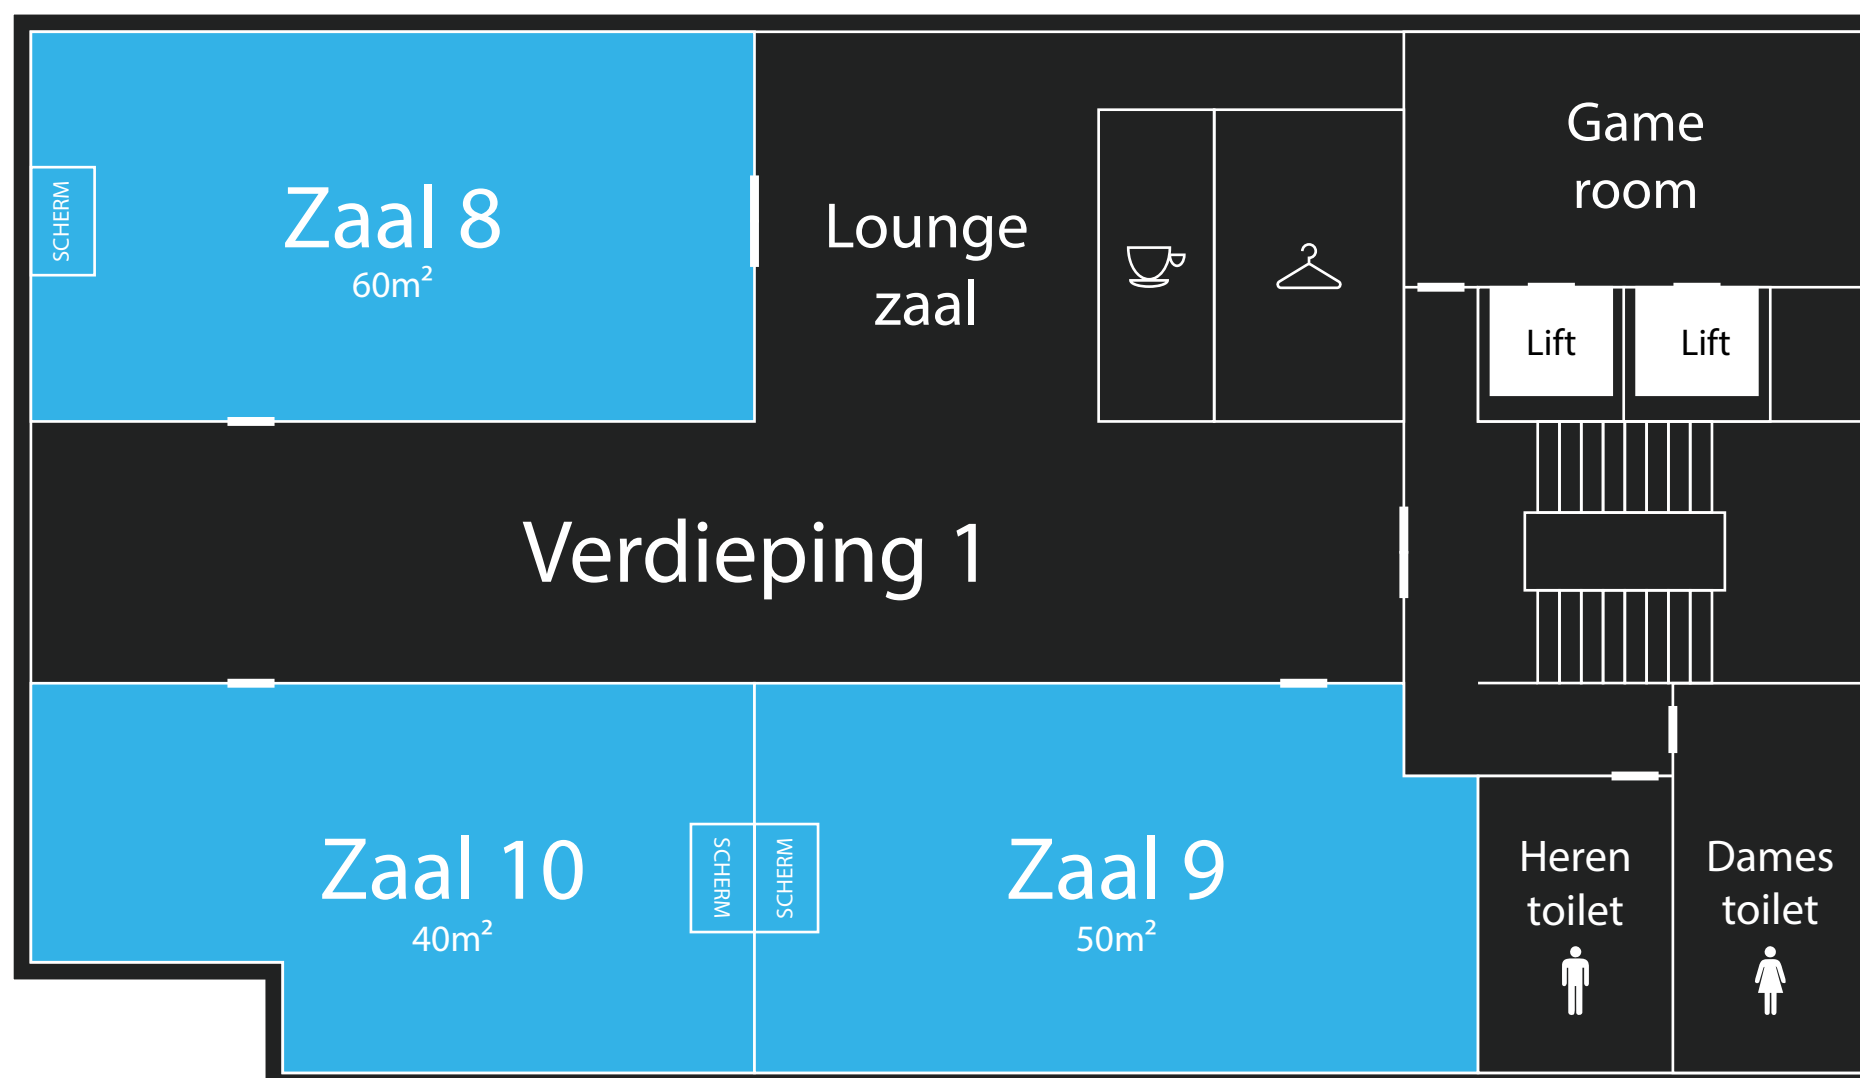 SCHERM
Zaal 8
60m²
Lounge
zaal
Game
room
Lift
Lift
Verdieping 1
Zaal 10
40m²
SCHERM
SCHERM
Zaal 9
50m²
Heren
toilet
Dames
toilet